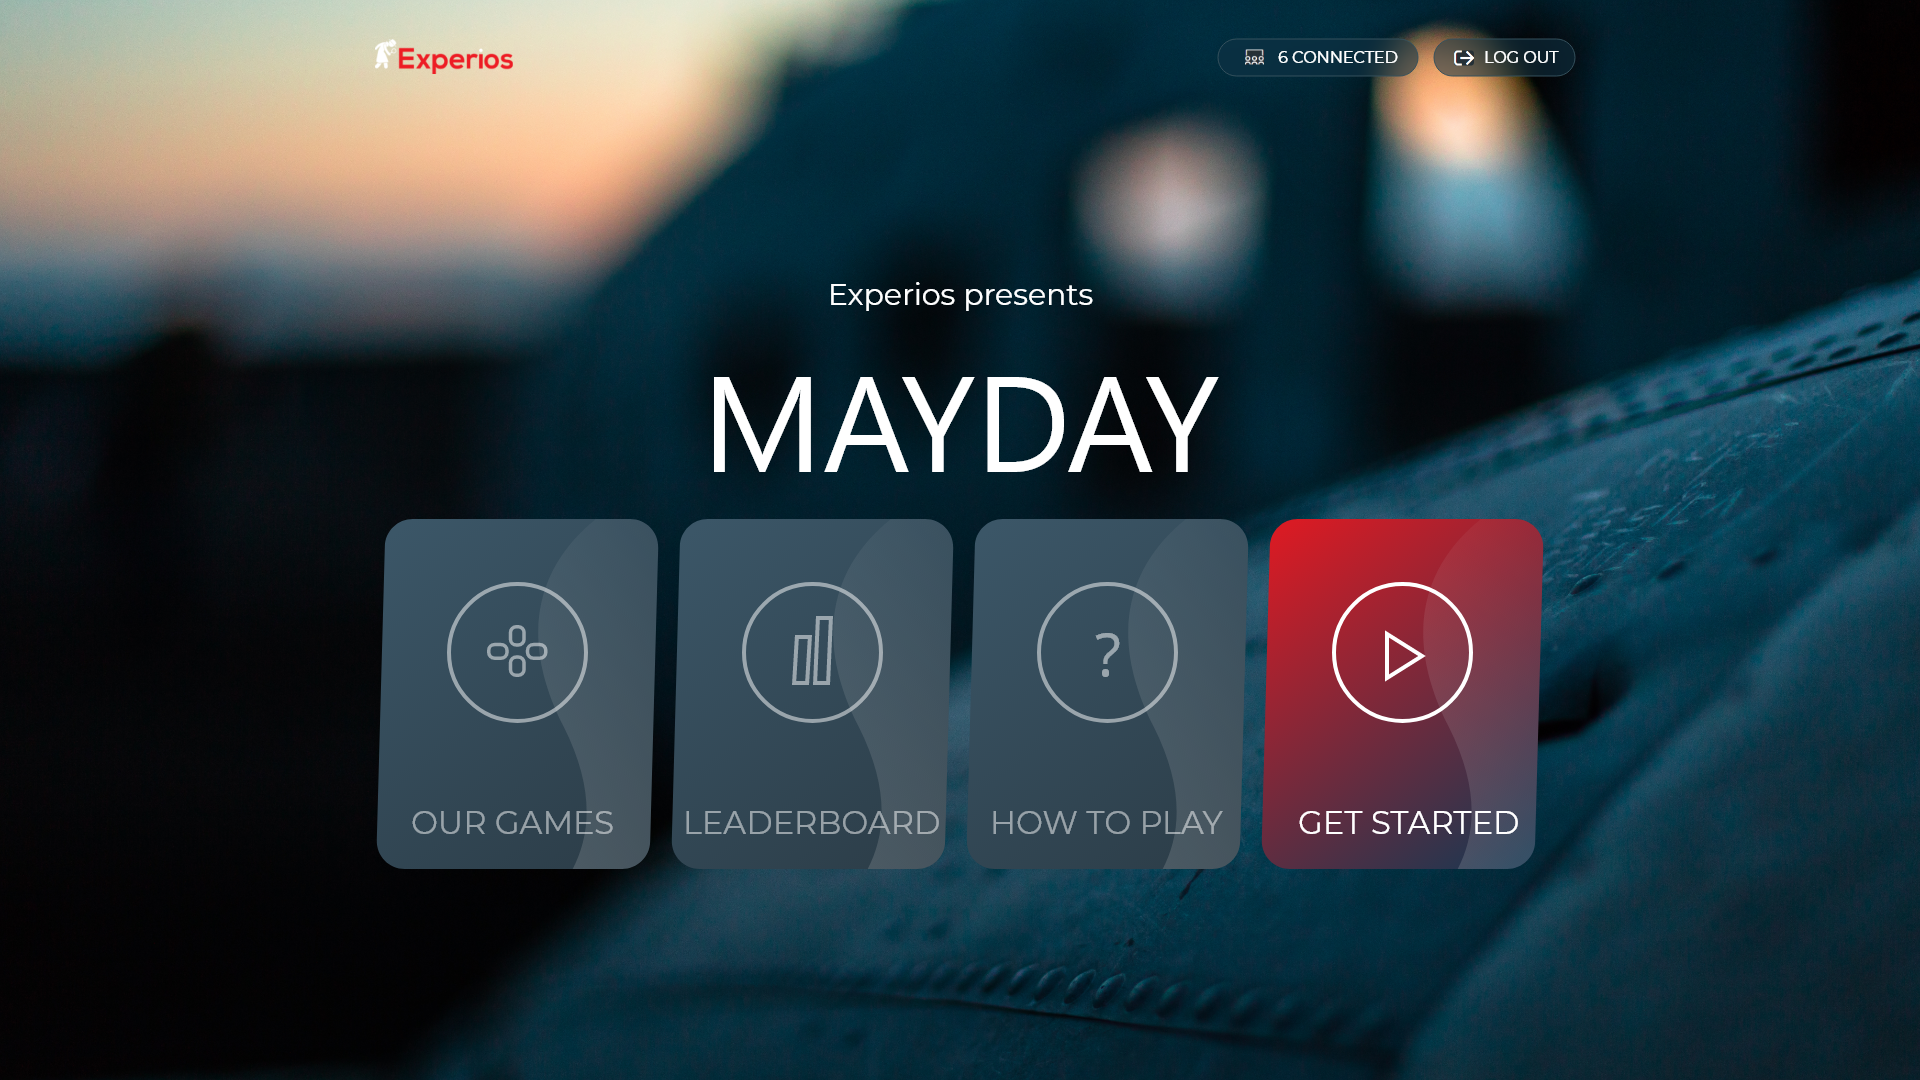 Experios
6 CONNECTED
LOG OUT
Experios presents
MAYDAY
?
OUR GAMES
LEADERBOARD
HOW TO PLAY
GET STARTED